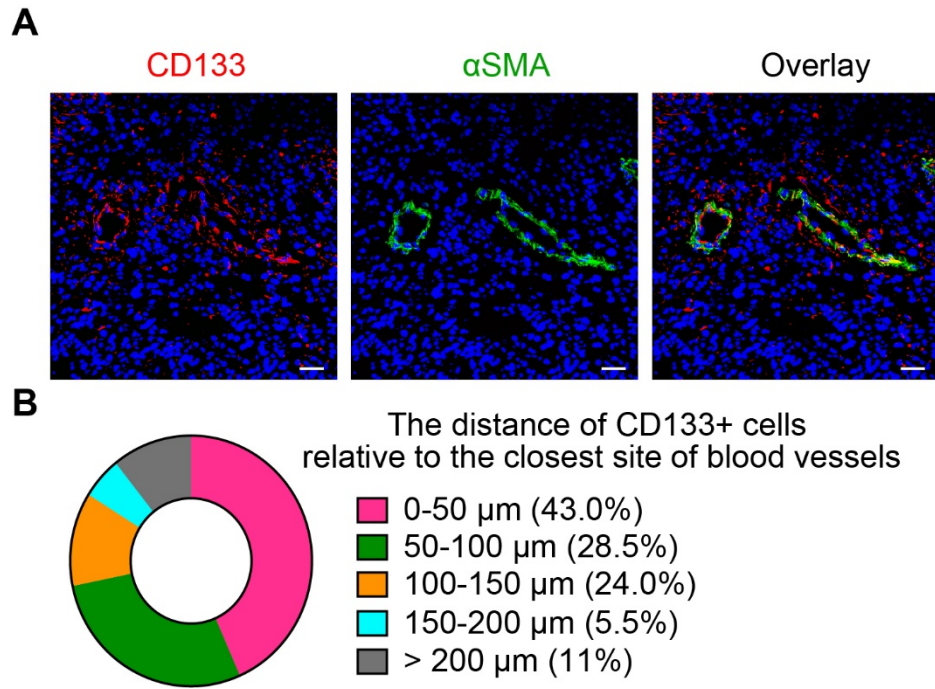 A
CD133
αSMA
Overlay
B
The distance of CD133+ cells
relative to the closest site of blood vessels
0-50 μm (43.0%)
50-100 μm (28.5%)
100-150 μm (24.0%)
150-200 μm (5.5%)
> 200 μm (11%)